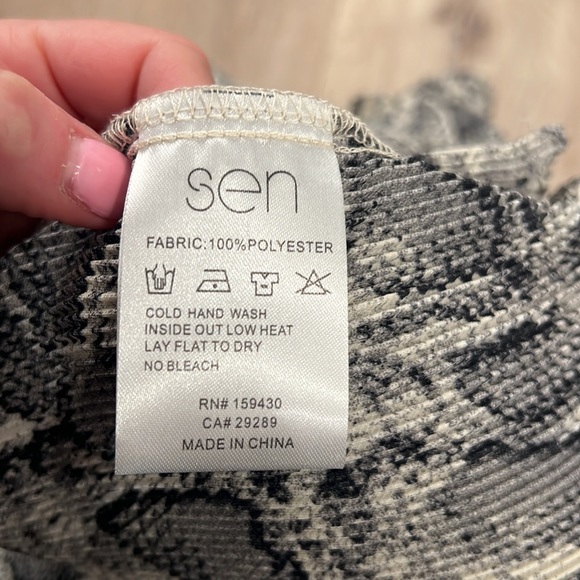 sen
FABRIC:100%POLYESTER
COLD HAND WASH
INSIDE OUT LOW HEAT
LAY FLAT TO DRY
NO BLEACH
RN# 159430
CA# 29289
MADE IN CHINA